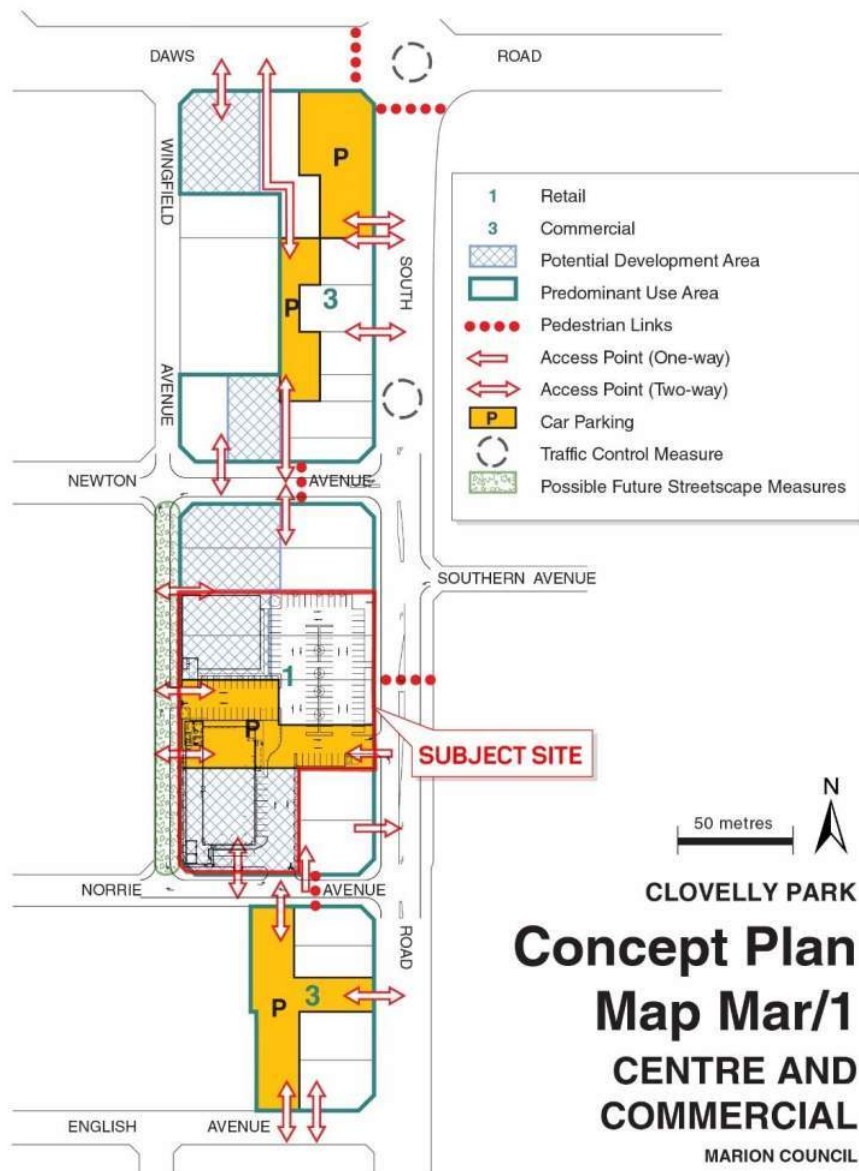 DAWS
ROAD
WINGFIELD
P
SOUTH
P
3
AVENUE
1 Retail
3 Commercial
Potential Development Area
Predominant Use Area
Pedestrian Links
Access Point (One-way)
Access Point (Two-way)
P Car Parking
Traffic Control Measure
Possible Future Streetscape Measures
NEWTON
AVENUE
SOUTHERN AVENUE
1
P
SUBJECT SITE
N
50 metres
NORRIE
AVENUE
ROAD
3
P
ENGLISH
AVENUE
CLOVELLY PARK
Concept Plan
Map Mar/1
CENTRE AND
COMMERCIAL
MARION COUNCIL